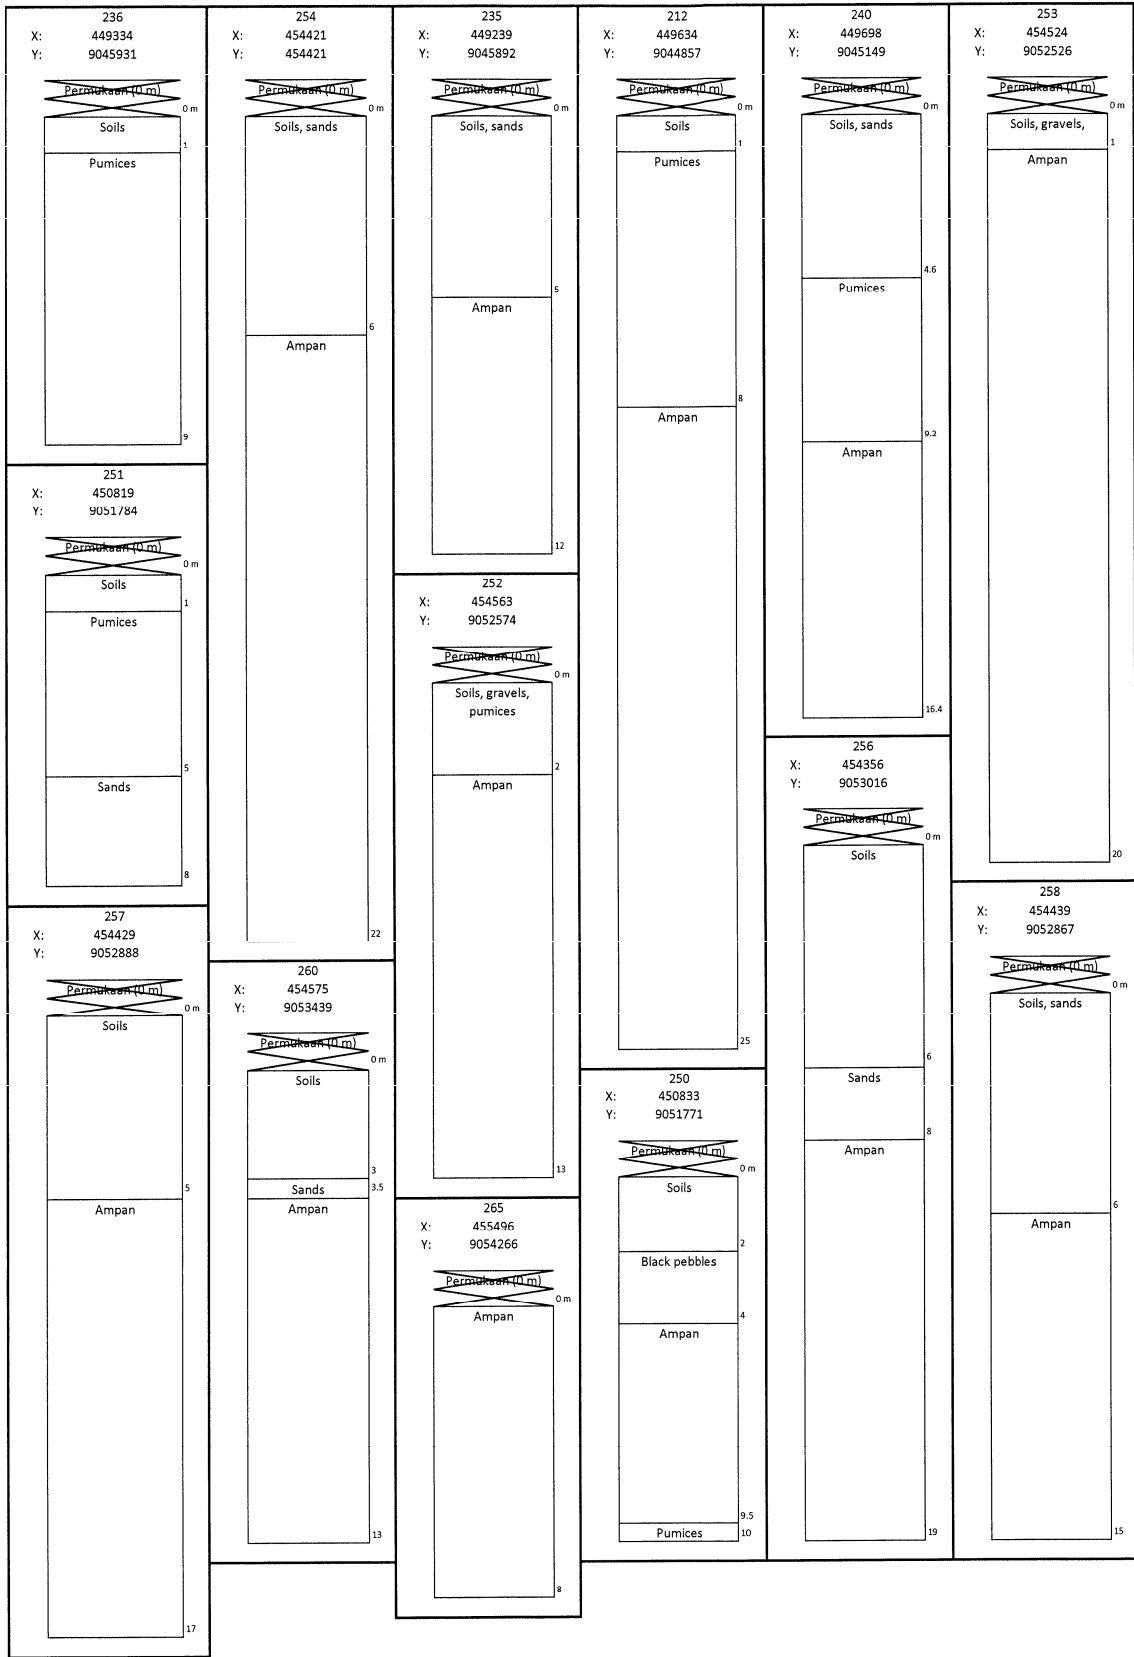 236
X: 449334
Y: 9045931
Permukaan (0 m)
0 m
Soils
1
Pumices
9
251
X: 450819
Y: 9051784
Permukaan (0 m)
0 m
Soils
1
Pumices
5
Sands
8
257
X: 454429
Y: 9052888
Permukaan (0 m)
0 m
Soils
5
Ampan
17
254
X: 454421
Y: 454421
Permukaan (0 m)
0 m
Soils, sands
6
Ampan
22
260
X: 454575
Y: 9053439
Permukaan (0 m)
0 m
Soils
3
Sands
3.5
Ampan
13
235
X: 449239
Y: 9045892
Permukaan (0 m)
0 m
Soils, sands
5
Ampan
12
252
X: 454563
Y: 9052574
Permukaan (0 m)
0 m
Soils, gravels,
pumices
2
Ampan
13
265
X: 455496
Y: 9054266
Permukaan (0 m)
0 m
Ampan
8
212
X: 449634
Y: 9044857
Permukaan (0 m)
0 m
Soils
1
Pumices
8
Ampan
25
250
X: 450833
Y: 9051771
Permukaan (0 m)
0 m
Soils
2
Black pebbles
4
Ampan
9.5
Pumices
10
240
X: 449698
Y: 9045149
Permukaan (0 m)
0 m
Soils, sands
4.6
Pumices
9.2
Ampan
16.4
256
X: 454356
Y: 9053016
Permukaan (0 m)
0 m
Soils
6
Sands
8
Ampan
19
253
X: 454524
Y: 9052526
Permukaan (0 m)
0 m
Soils, gravels,
1
Ampan
20
258
X: 454439
Y: 9052867
Permukaan (0 m)
0 m
Soils, sands
6
Ampan
15